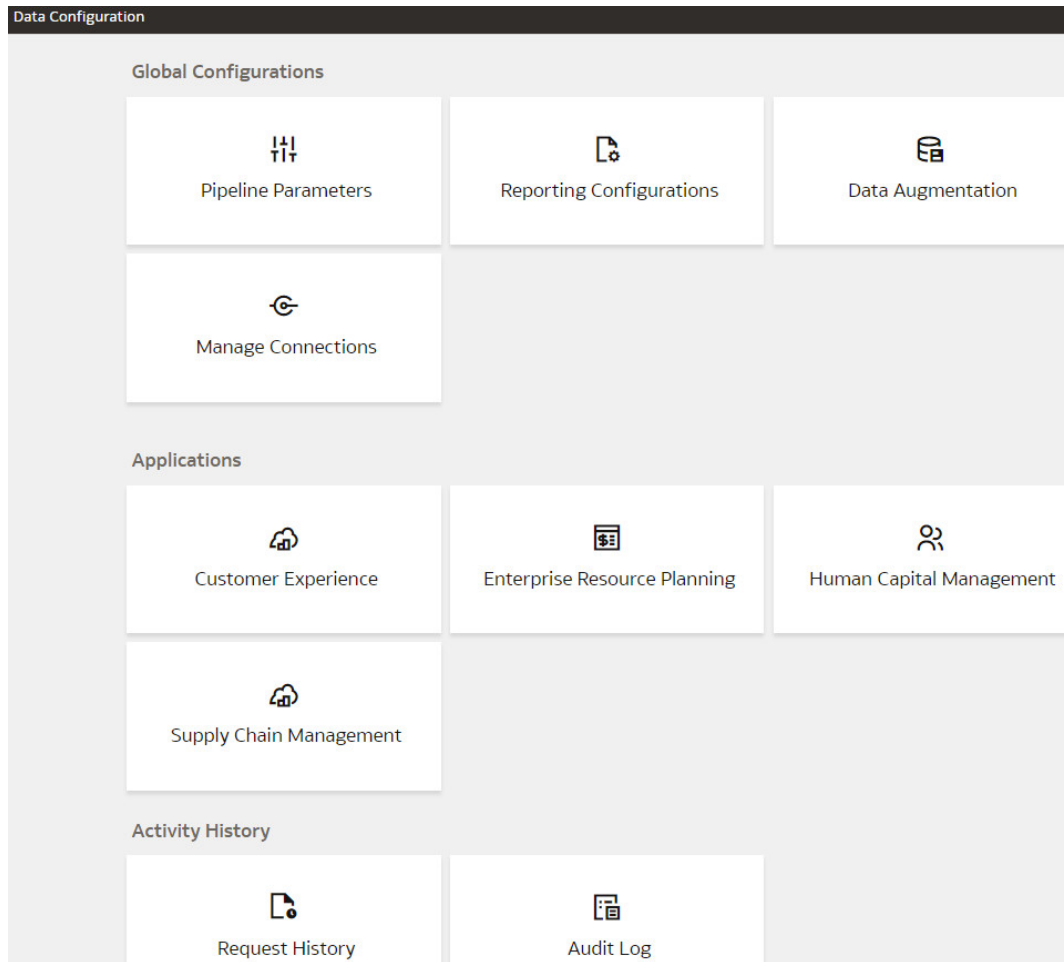 Data Configuration
Global Configurations
Pipeline Parameters
Reporting Configurations
Data Augmentation
Manage Connections
Applications
Customer Experience
Enterprise Resource Planning
Human Capital Management
Supply Chain Management
Activity History
Request History
Audit Log